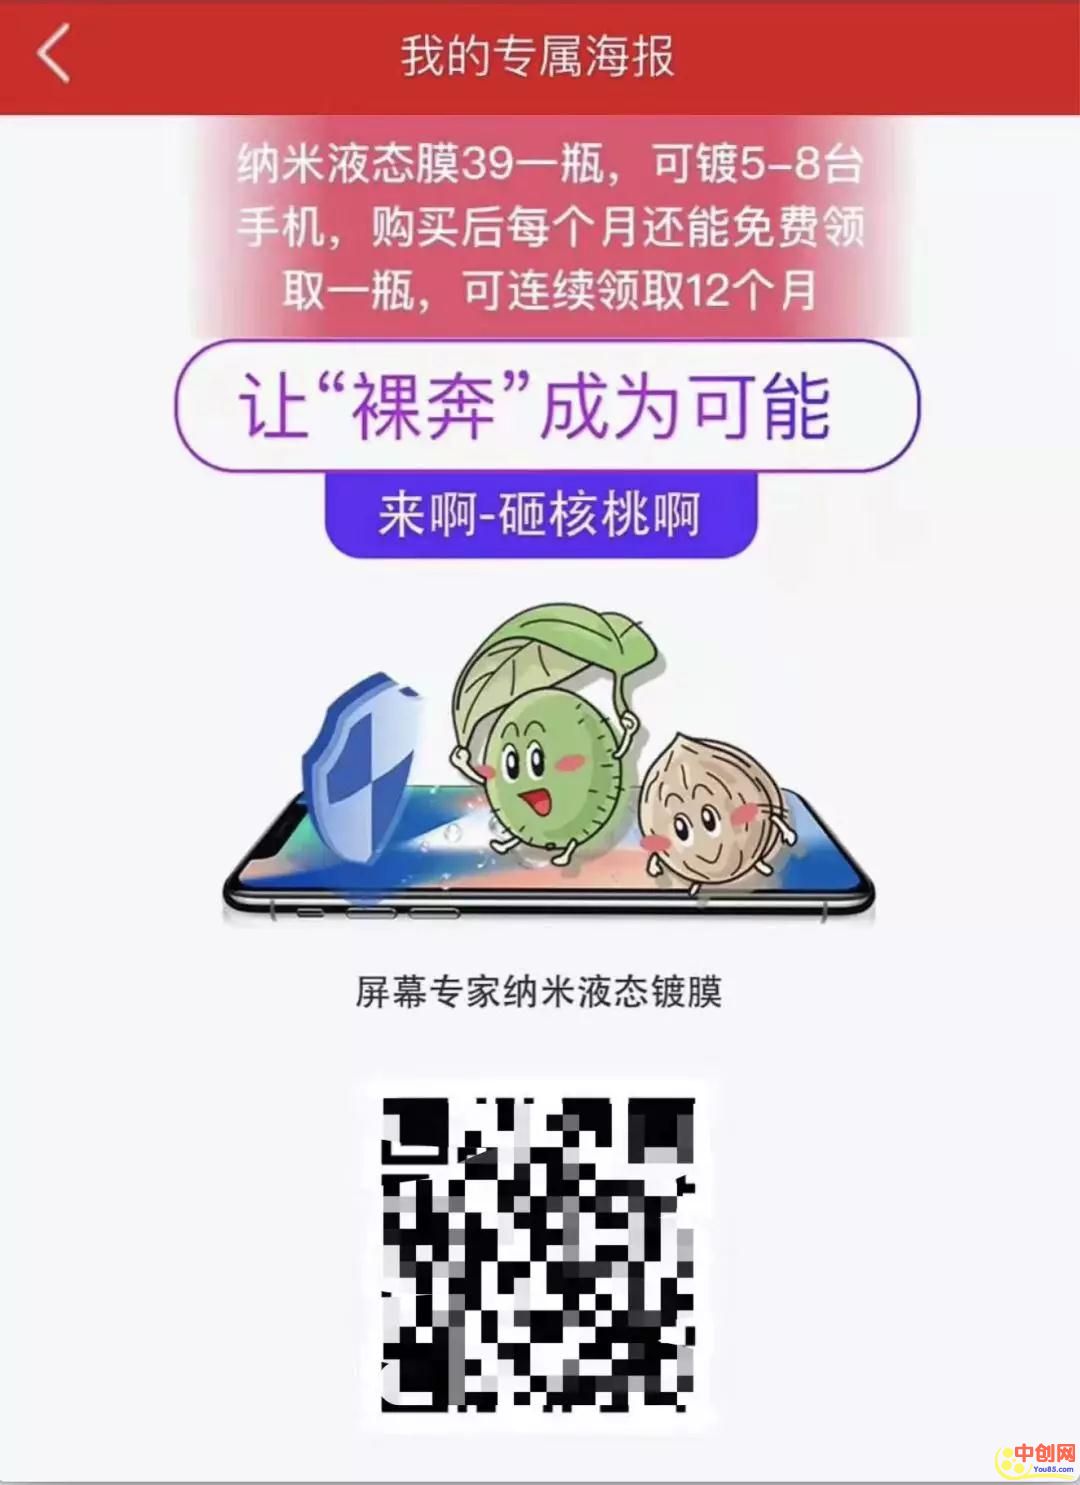 我的专属海报
纳米液态膜39一瓶，可镀5-8台
手机，购买后每个月还能免费领
取一瓶，可连续领取12个月
让“裸奔”成为可能
来啊-砸核桃啊
屏幕专家纳米液态镀膜
中创网
You85.com